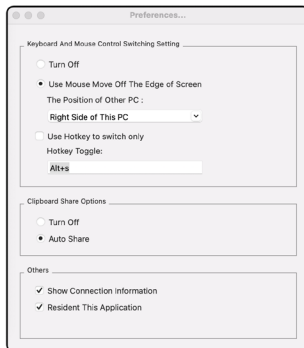 Preferences...
Keyboard And Mouse Control Switching Setting
Turn Off
Use Mouse Move Off The Edge of Screen
The Position of Other PC :
Right Side of This PC
Use Hotkey to switch only
Hotkey Toggle:
Alt+s
Clipboard Share Options
Turn Off
Auto Share
Others
Show Connection Information
Resident This Application